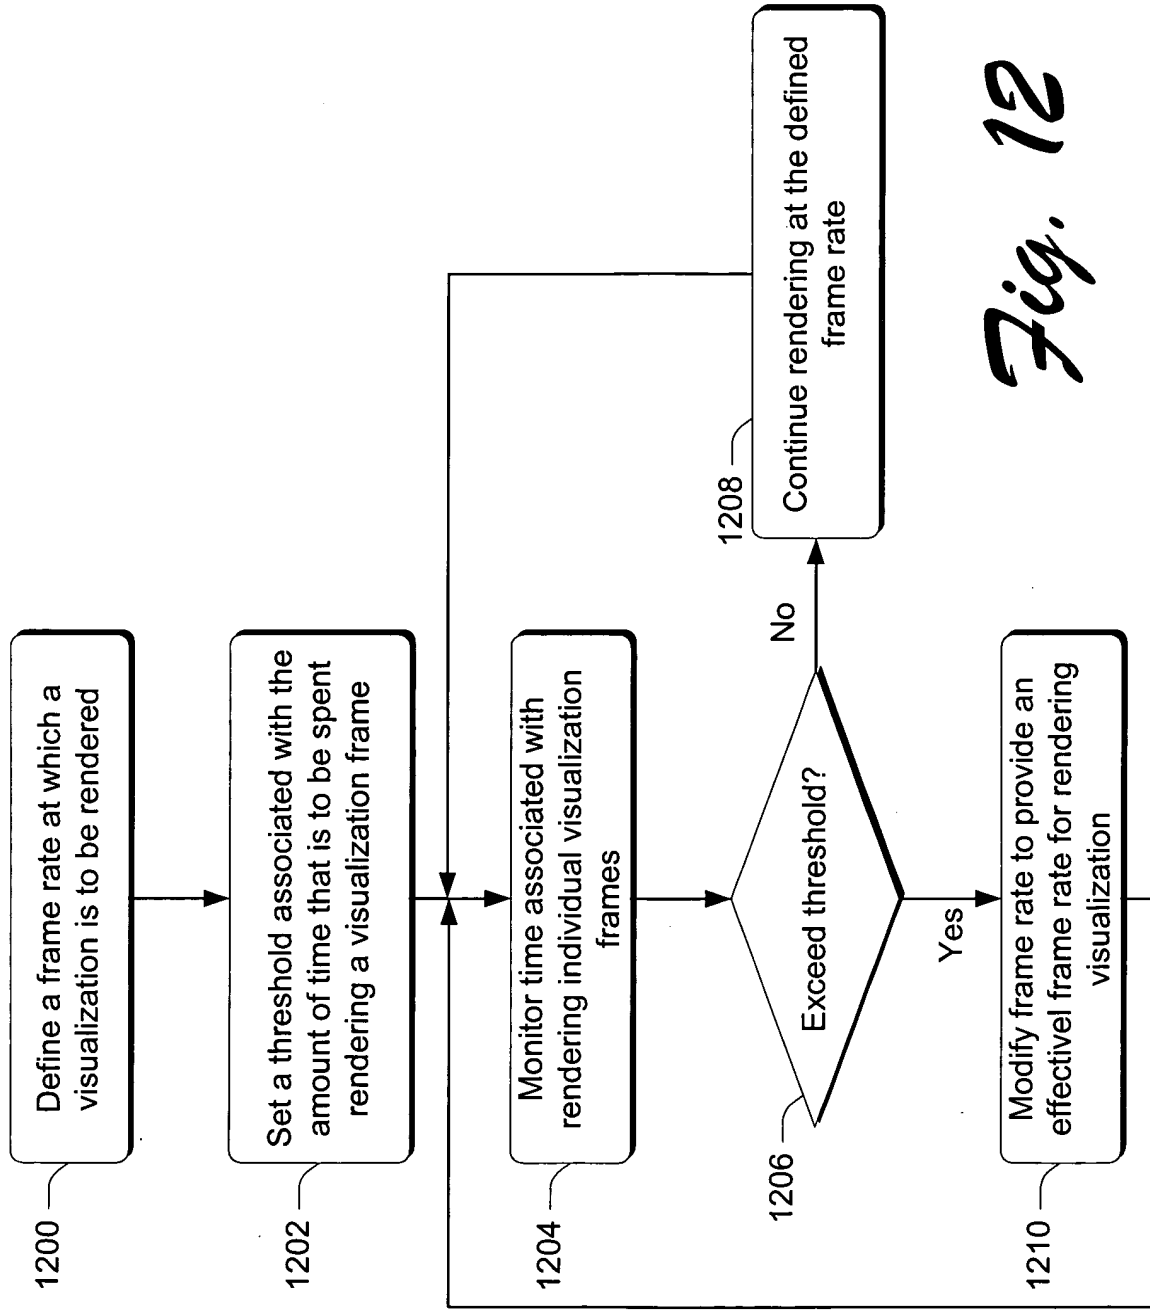 1200
Define a frame rate at which a
visualization is to be rendered
1202
Set a threshold associated with the
amount of time that is to be spent
rendering a visualization frame
1204
Monitor time associated with
rendering individual visualization
frames
1206
Exceed threshold?
No
1208
Continue rendering at the defined
frame rate
Yes
1210
Modify frame rate to provide an
effectivel frame rate for rendering
visualization
Fig. 12